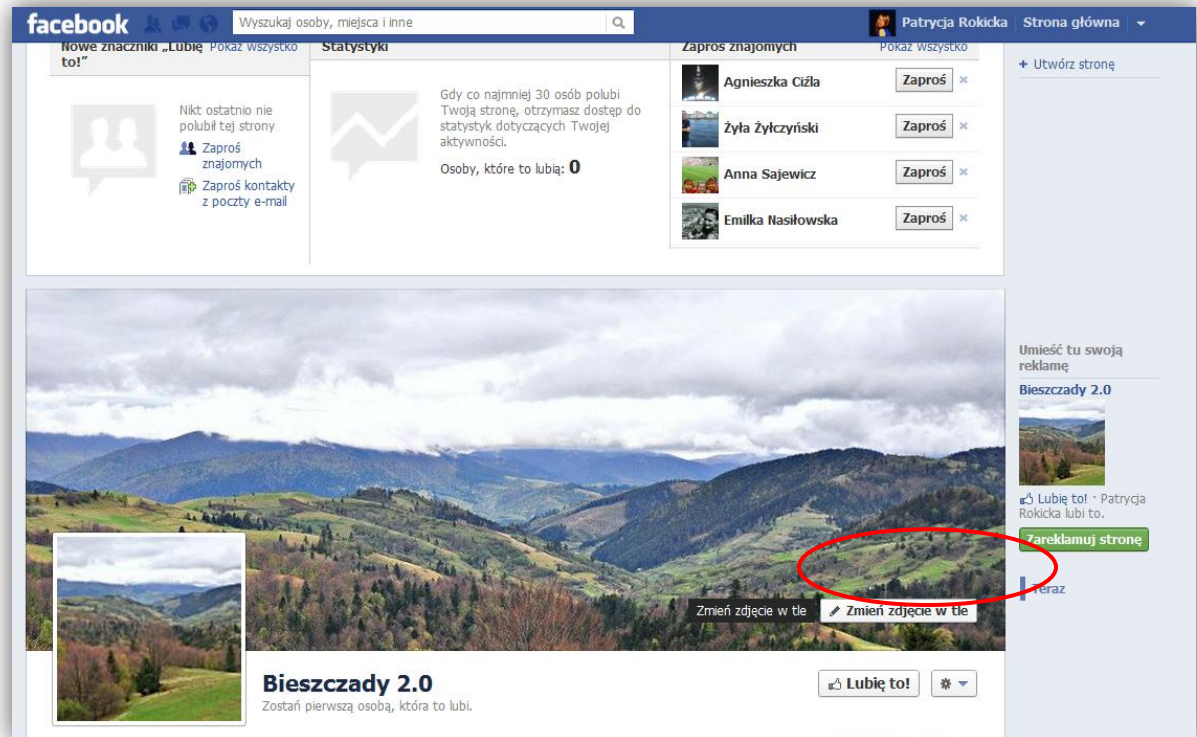 facebook
Wyszukaj osoby, miejsca i inne
Patrycja Rokicka
Strona główna
Nowe znaczniki „Lubię to!”
Pokaż wszystko
Nikt ostatnio nie
polubił tej strony
Zaproś
znajomych
Zaproś kontakty
z poczty e-mail
Statystyki
Gdy co najmniej 30 osób polubi
Twoją stronę, otrzymasz dostęp do
statystyk dotyczących Twojej
aktywności.
Osoby, które to lubią: 0
Zaproś znajomych
Pokaż wszystko
Agnieszka Ciźla
Zaproś
Żyła Żyłczyński
Zaproś
Anna Sajewicz
Zaproś
Emilka Nasiłowska
Zaproś
+ Utwórz stronę
Umieść tu swoją
reklamę
Bieszczady 2.0
Lubię to! · Patrycja
Rokicka lubi to.
Zareklamuj stronę
Teraz
Zmień zdjęcie w tle
Zmień zdjęcie w tle
Bieszczady 2.0
Zostań pierwszą osobą, która to lubi.
Lubię to!